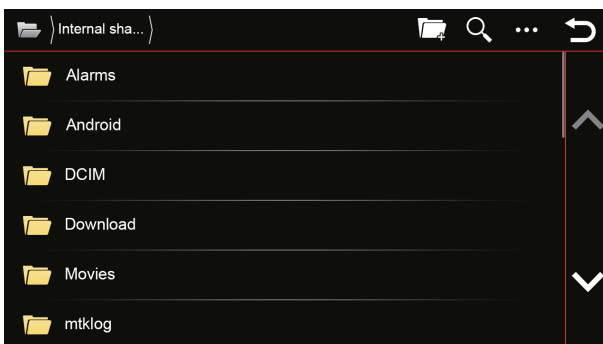 Internal sha...
Alarms
Android
DCIM
Download
Movies
mtklog